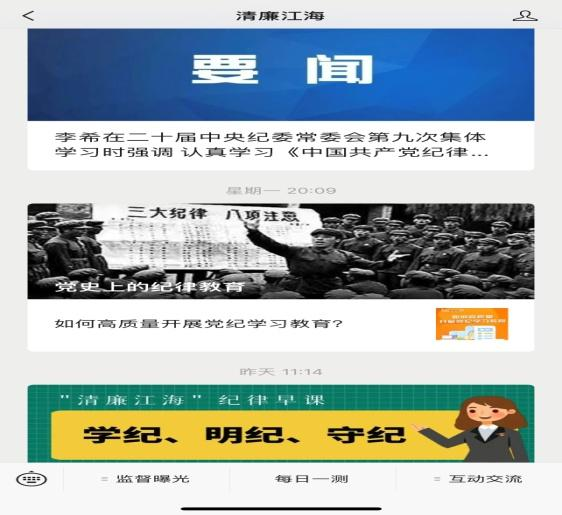 清廉江海
要闻
李希在二十届中央纪委常委会第九次集体
学习时强调 认真学习《中国共产党纪律...
星期一 20:09
三大纪律 八项注意
党史上的纪律教育
如何高质量开展党纪学习教育?
昨天 11:14
"清廉江海"纪律早课
学纪、明纪、守纪
监督曝光
每日一测
互动交流